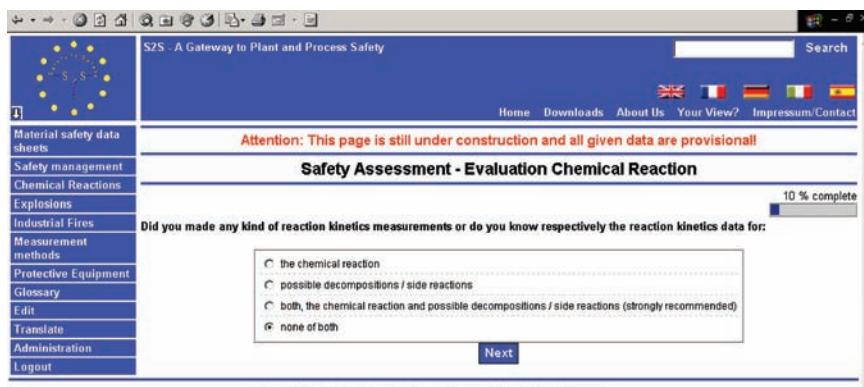 S2S - A Gateway to Plant and Process Safety
Search
S S
Home Downloads About Us Your View? Impressum/Contact
Material safety data
sheets
Safety management
Chemical Reactions
Explosions
Industrial Fires
Measurement
methods
Protective Equipment
Glossary
Edit
Translate
Administration
Logout
Attention: This page is still under construction and all given data are provisional!
Safety Assessment - Evaluation Chemical Reaction
10 % complete
Did you made any kind of reaction kinetics measurements or do you know respectively the reaction kinetics data for:
the chemical reaction
possible decompositions / side reactions
both, the chemical reaction and possible decompositions / side reactions (strongly recommended)
none of both
Next